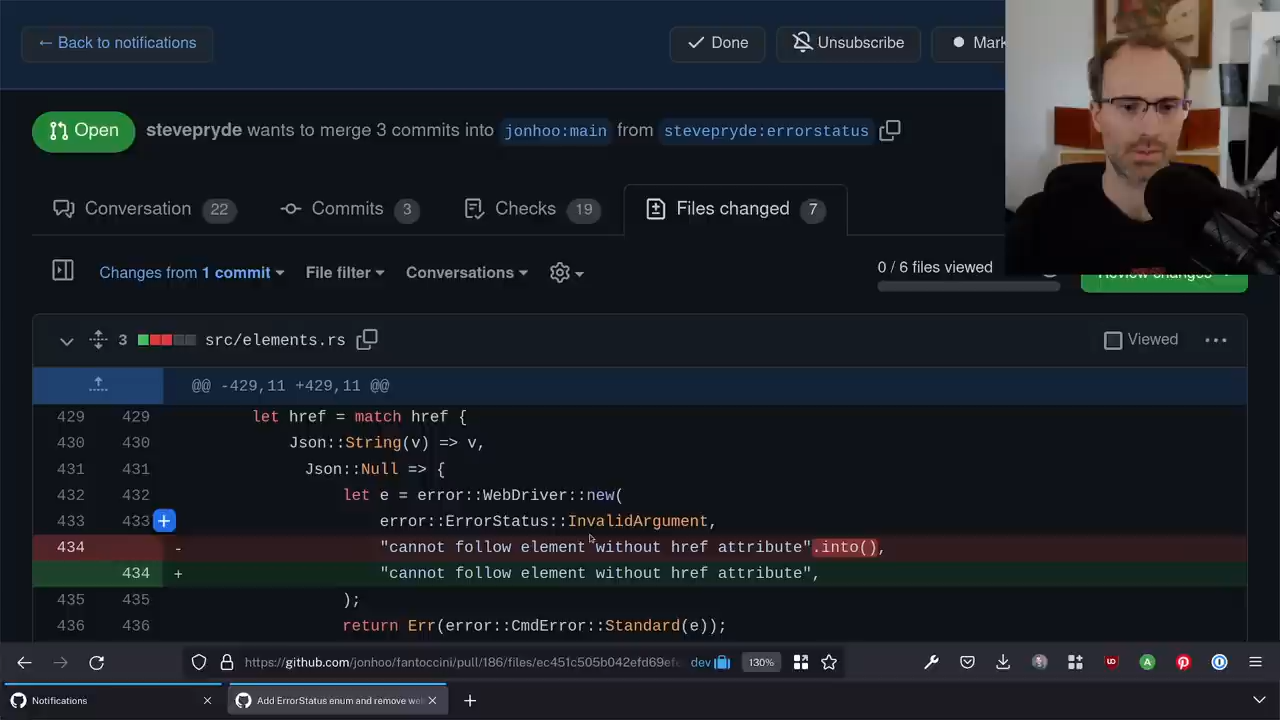 ← Back to notifications
Done
Unsubscribe
Open
stevepryde wants to merge 3 commits into jonhoo:main from stevepryde:errorstatus
Conversation 22
Commits 3
Checks 19
Files changed 7
Changes from 1 commit
File filter
Conversations
0 / 6 files viewed
Review changes
3 src/elements.rs
Viewed
@@ -429,11 +429,11 @@
429 429 let href = match href {
430 430 Json::String(v) => v,
431 431 Json::Null => {
432 432 let e = error::WebDriver::new(
433 433 + error::ErrorStatus::InvalidArgument,
434 - "cannot follow element without href attribute".into(),
434 + "cannot follow element without href attribute",
435 435 );
436 436 return Err(error::CmdError::Standard(e));
https://github.com/jonhoo/fantoccini/pull/186/files/ec451c505b042efd69ef
dev
130%
Notifications
Add ErrorStatus enum and remove we